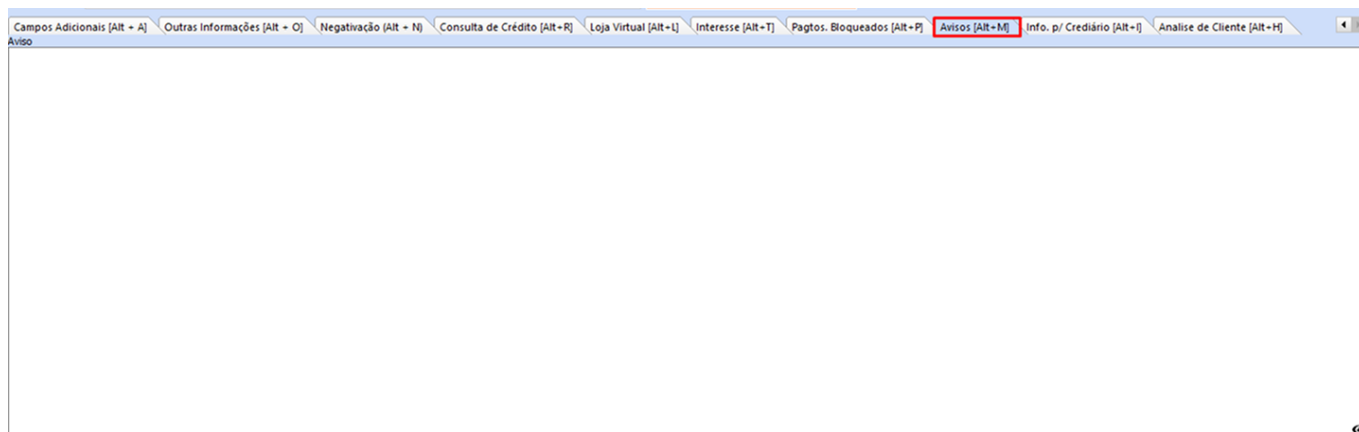 Campos Adicionais [Alt + A] Outras Informações [Alt + O] Negativação (Alt + N) Consulta de Crédito [Alt+R] Loja Virtual [Alt+L] Interesse [Alt+T] Pagtos. Bloqueados [Alt+P] Avisos [Alt+M] Info. p/ Crediário [Alt+I] Analise de Cliente [Alt+H]
Aviso